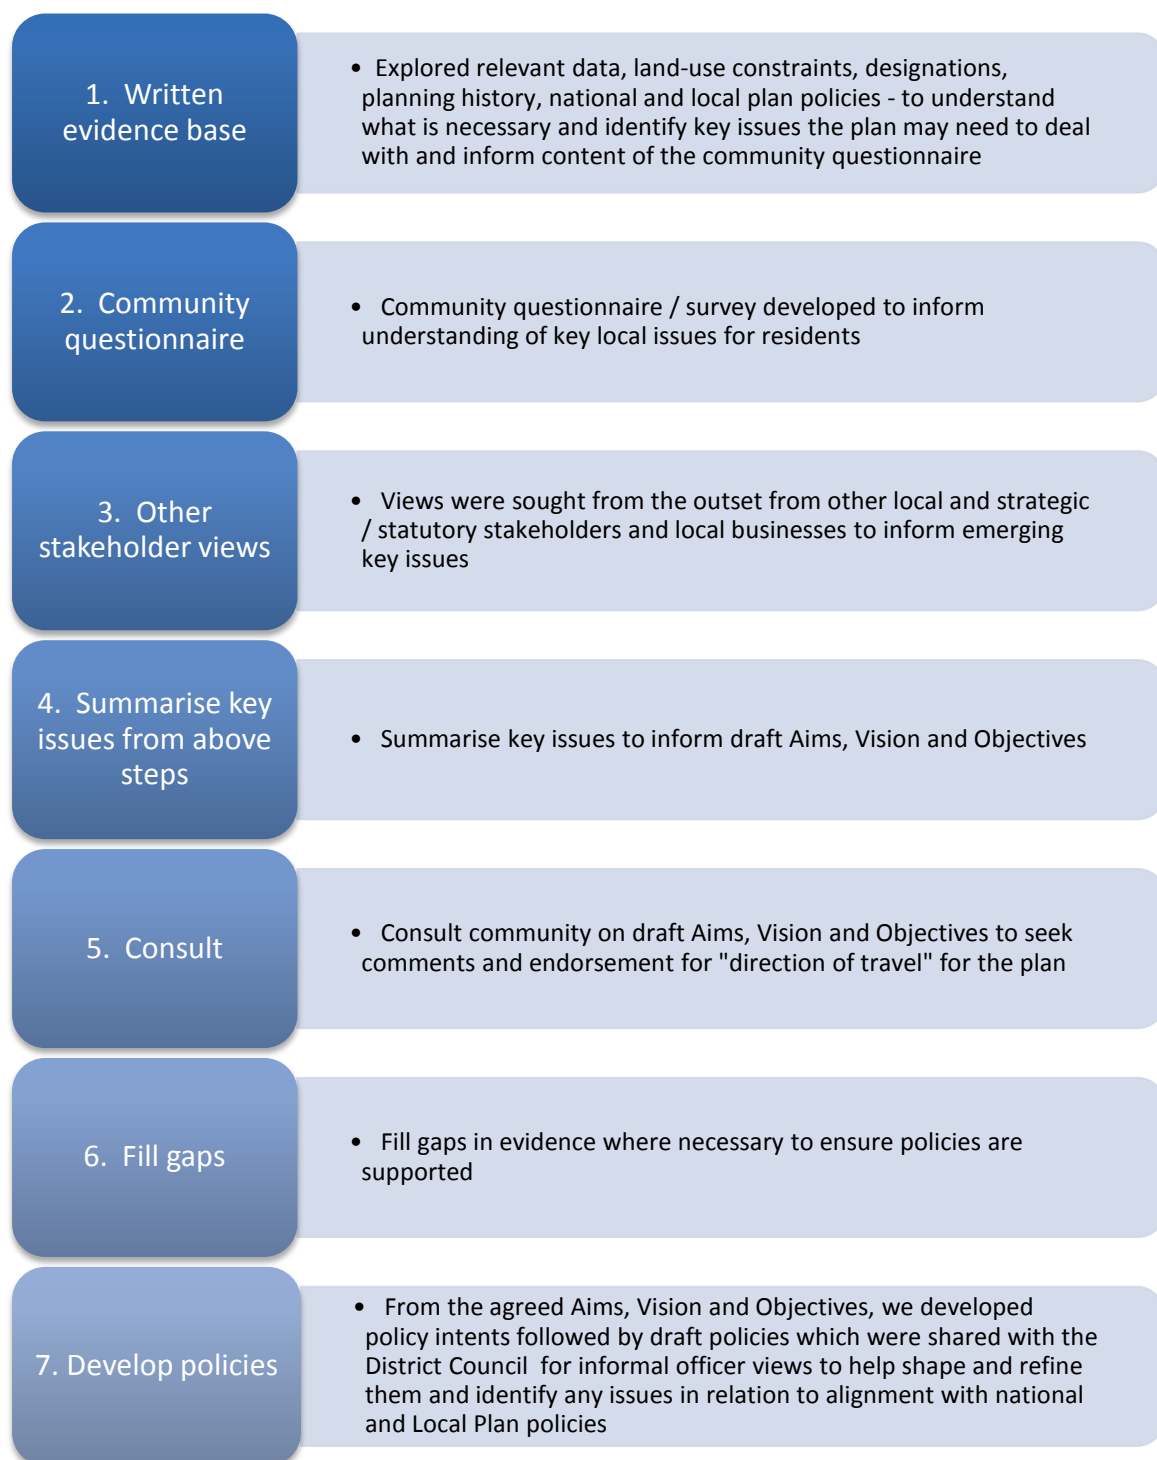 1. Written
evidence base
• Explored relevant data, land-use constraints, designations,
planning history, national and local plan policies - to understand
what is necessary and identify key issues the plan may need to deal
with and inform content of the community questionnaire
2. Community
questionnaire
• Community questionnaire / survey developed to inform
understanding of key local issues for residents
3. Other
stakeholder views
• Views were sought from the outset from other local and strategic
/ statutory stakeholders and local businesses to inform emerging
key issues
4. Summarise key
issues from above
steps
• Summarise key issues to inform draft Aims, Vision and Objectives
5. Consult
• Consult community on draft Aims, Vision and Objectives to seek
comments and endorsement for "direction of travel" for the plan
6. Fill gaps
• Fill gaps in evidence where necessary to ensure policies are
supported
7. Develop policies
• From the agreed Aims, Vision and Objectives, we developed
policy intents followed by draft policies which were shared with the
District Council for informal officer views to help shape and refine
them and identify any issues in relation to alignment with national
and Local Plan policies